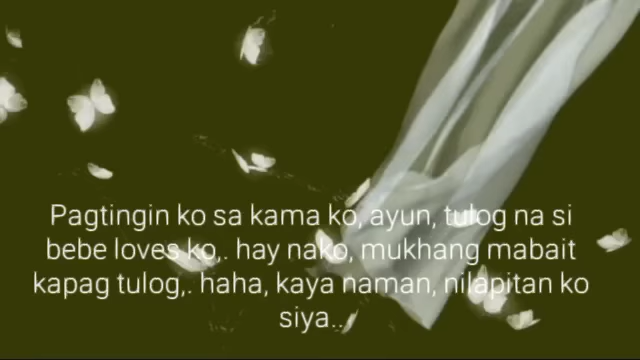 Pagtingin ko sa kama ko, ayun, tulog na si
bebe loves ko,. hay nako, mukhang mabait
kapag tulog,. haha, kaya naman, nilapitan ko
siya..